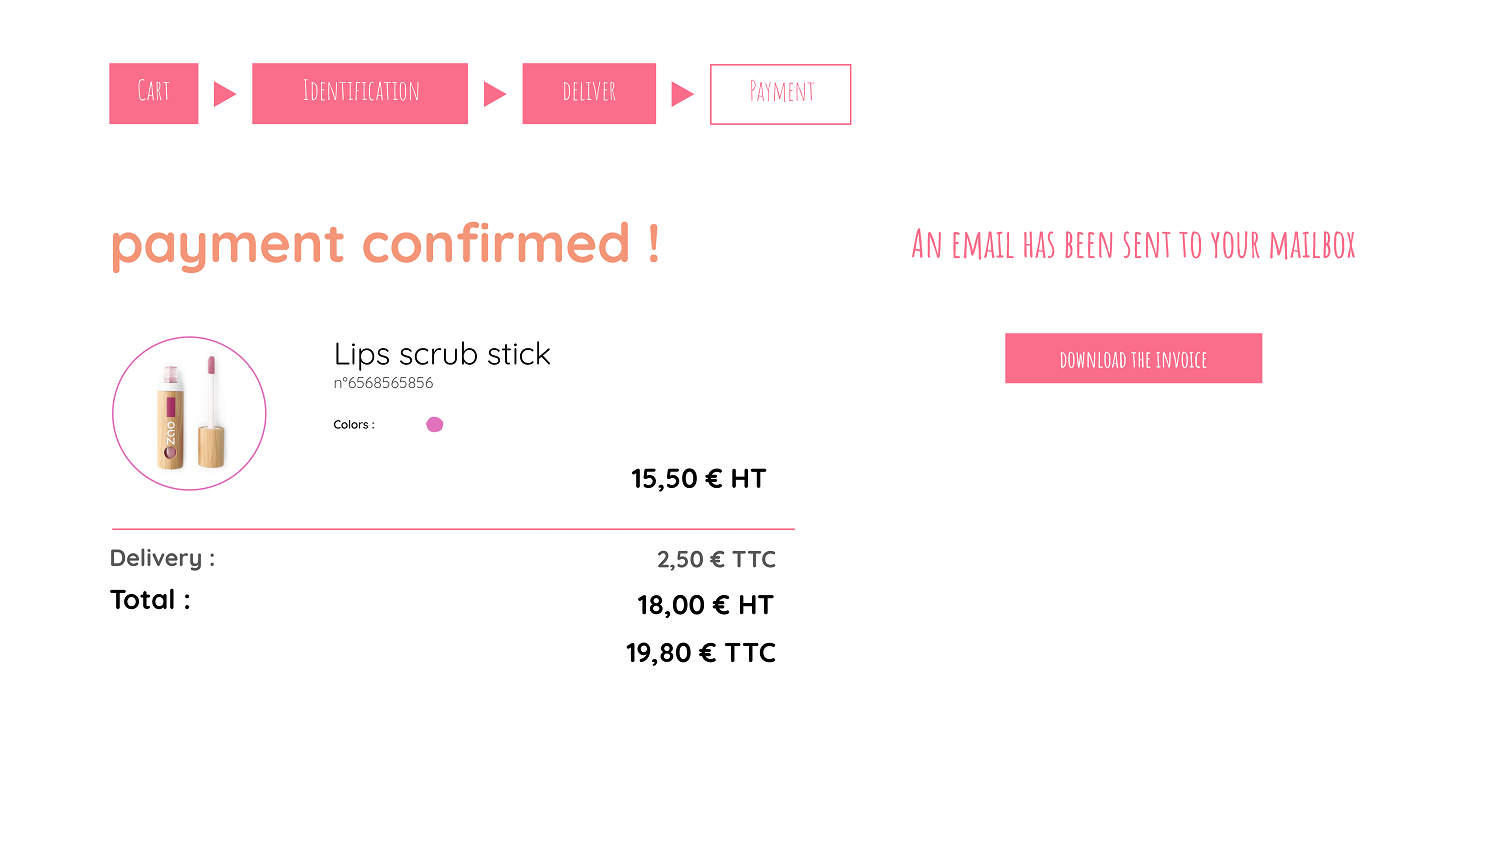 Cart
Identification
deliver
Payment
payment confirmed !
An email has been sent to your mailbox
Lips scrub stick
n°6568565856
Colors :
zao
download the invoice
15,50 € HT
Delivery :
2,50 € TTC
Total :
18,00 € HT
19,80 € TTC